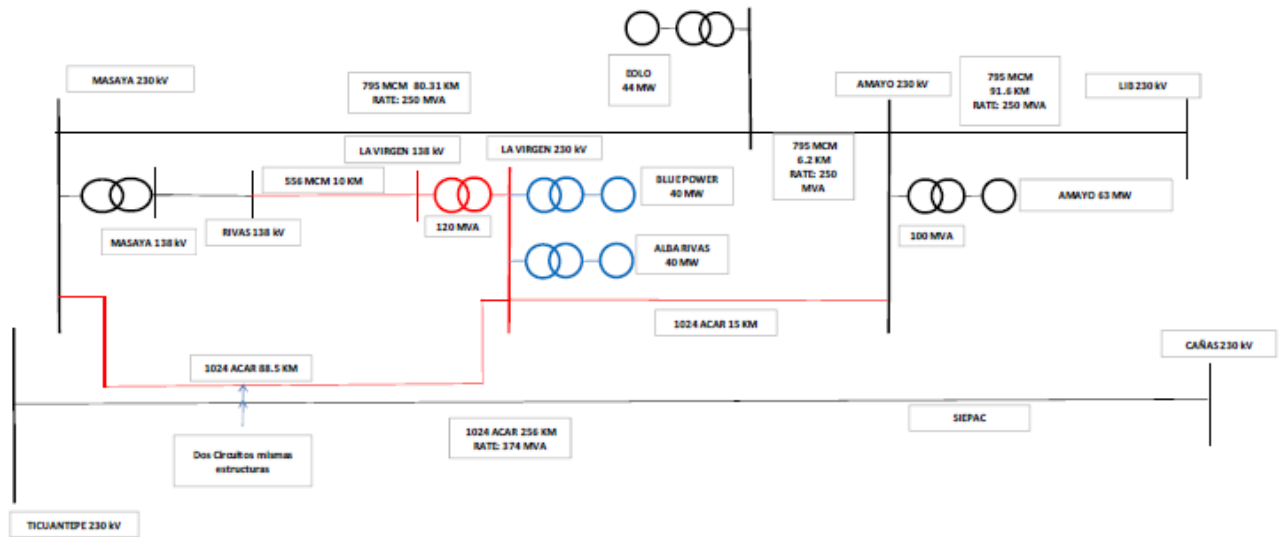 EOLO
44 MW
MASAYA 230 kV
795 MCM 80.31 KM
RATE: 250 MVA
AMAYO 230 kV
795 MCM
91.6 KM
RATE: 250 MVA
LIB 230 kV
LA VIRGEN 138 kV
LA VIRGEN 230 kV
795 MCM
6.2 KM
RATE: 250
MVA
556 MCM 10 KM
BLUE POWER
40 MW
AMAYO 63 MW
RIVAS 138 kV
120 MVA
100 MVA
MASAYA 138 kV
ALBA RIVAS
40 MW
1024 ACAR 15 KM
CAÑAS 230 kV
1024 ACAR 88.5 KM
SIEPAC
1024 ACAR 256 KM
RATE: 374 MVA
Dos Circuitos mismas
estructuras
TICUANTEPE 230 kV